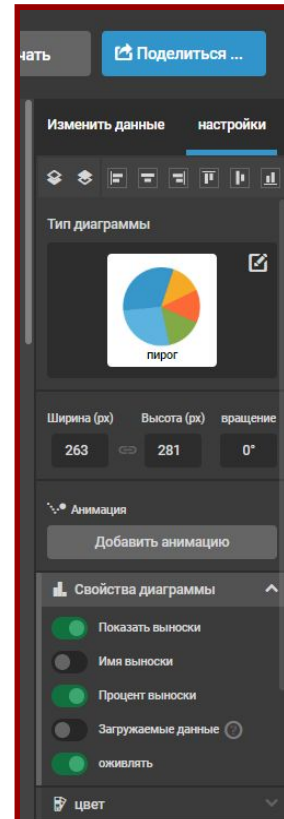 чать Поделиться ...
Изменить данные настройки
Тип диаграммы
пирог
Ширина (px) Высота (px) вращение
263 281 0°
Анимация
Добавить анимацию
Свойства диаграммы
Показать выноски
Имя выноски
Процент выноски
Загружаемые данные ?
оживлять
цвет